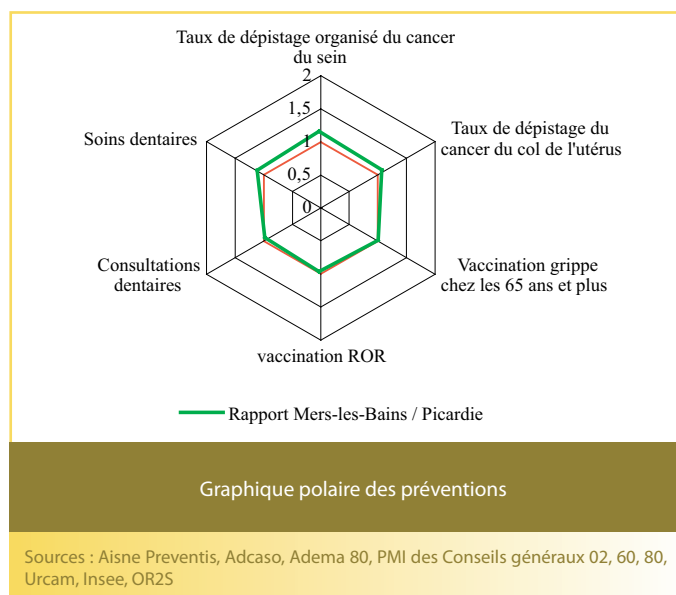 Taux de dépistage organisé du cancer
du sein
2
1,5
1
0,5
0
Soins dentaires
Taux de dépistage du
cancer du col de l'utérus
Consultations
dentaires
Vaccination grippe
chez les 65 ans et plus
vaccination ROR
Rapport Mers-les-Bains / Picardie
Graphique polaire des préventions
Sources : Aisne Preventis, Adcaso, Adema 80, PMI des Conseils généraux 02, 60, 80,
Urcam, Insee, OR2S